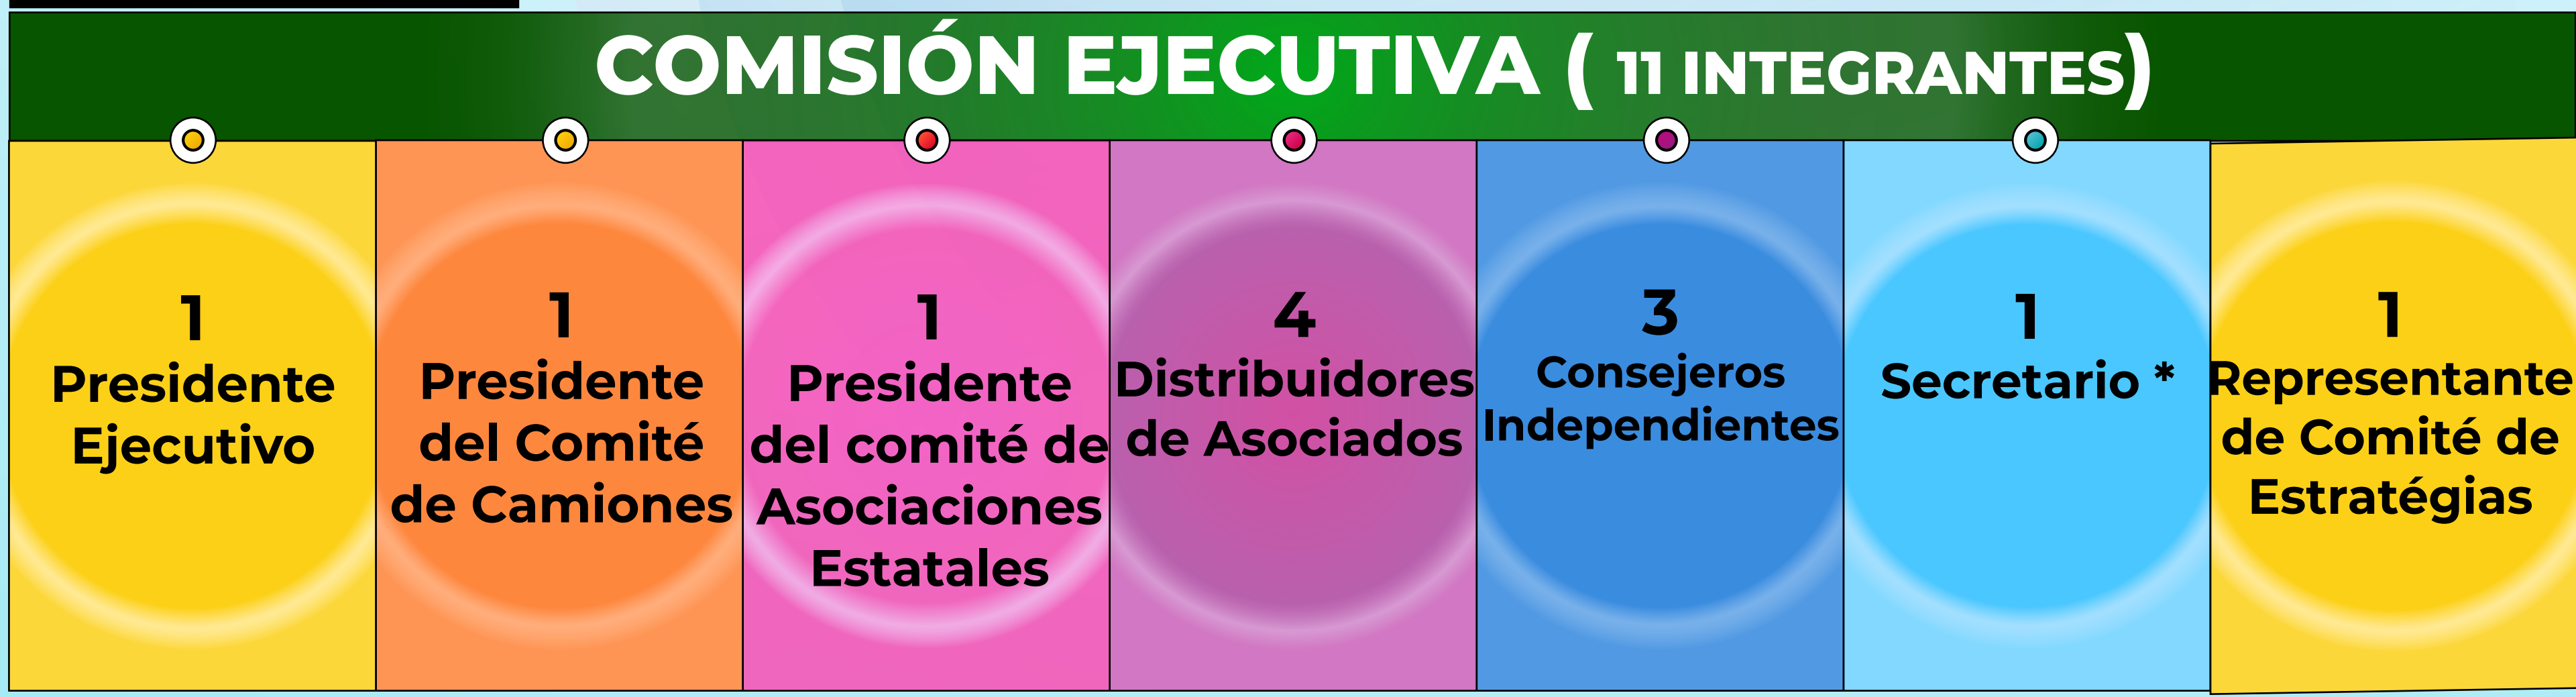 COMISIÓN EJECUTIVA ( 11 INTEGRANTES)
1
Presidente
Ejecutivo
1
Presidente
del Comité
de Camiones
1
Presidente
del comité de
Asociaciones
Estatales
4
Distribuidores
de Asociados
3
Consejeros
Independientes
1
Secretario *
1
Representante
de Comité de
Estratégias